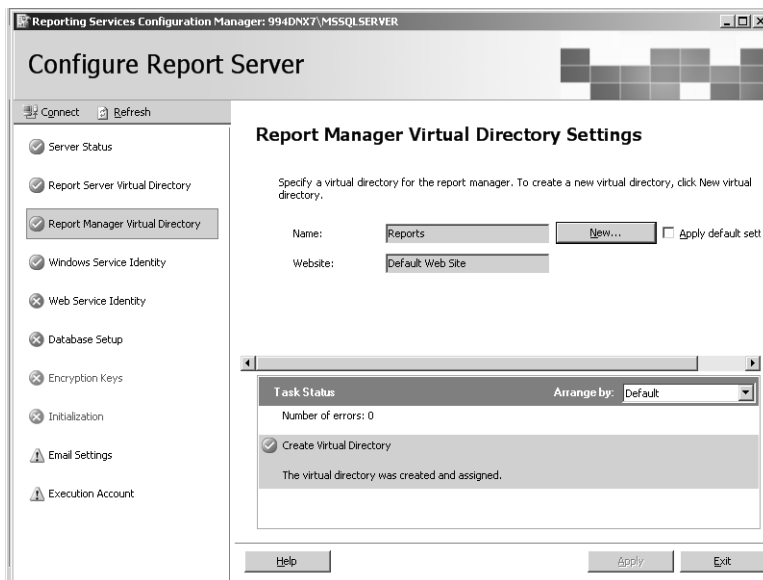 Reporting Services Configuration Manager: 994DNX7\MSSQLSERVER
Configure Report Server
Connect Refresh
Server Status
Report Server Virtual Directory
Report Manager Virtual Directory
Windows Service Identity
Web Service Identity
Database Setup
Encryption Keys
Initialization
Email Settings
Execution Account
Report Manager Virtual Directory Settings
Specify a virtual directory for the report manager. To create a new virtual directory, click New virtual
directory.
Name: Reports New... Apply default sett
Website: Default Web Site
Task Status Arrange by: Default
Number of errors: 0
Create Virtual Directory
The virtual directory was created and assigned.
Help Apply Exit